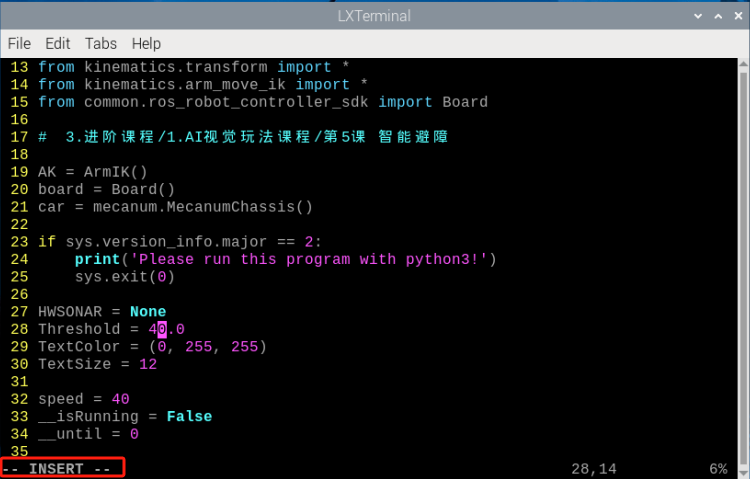 LXTerminal
File Edit Tabs Help
13 from kinematics.transform import *
14 from kinematics.arm_move_ik import *
15 from common.ros_robot_controller_sdk import Board
16
17 #  3.进阶课程/1.AI视觉玩法课程/第5课 智能避障
18
19 AK = ArmIK()
20 board = Board()
21 car = mecanum.MecanumChassis()
22
23 if sys.version_info.major == 2:
24     print('Please run this program with python3!')
25     sys.exit(0)
26
27 HWSONAR = None
28 Threshold = 40.0
29 TextColor = (0, 255, 255)
30 TextSize = 12
31
32 speed = 40
33 __isRunning = False
34 __until = 0
35
-- INSERT -- 28,14 6%